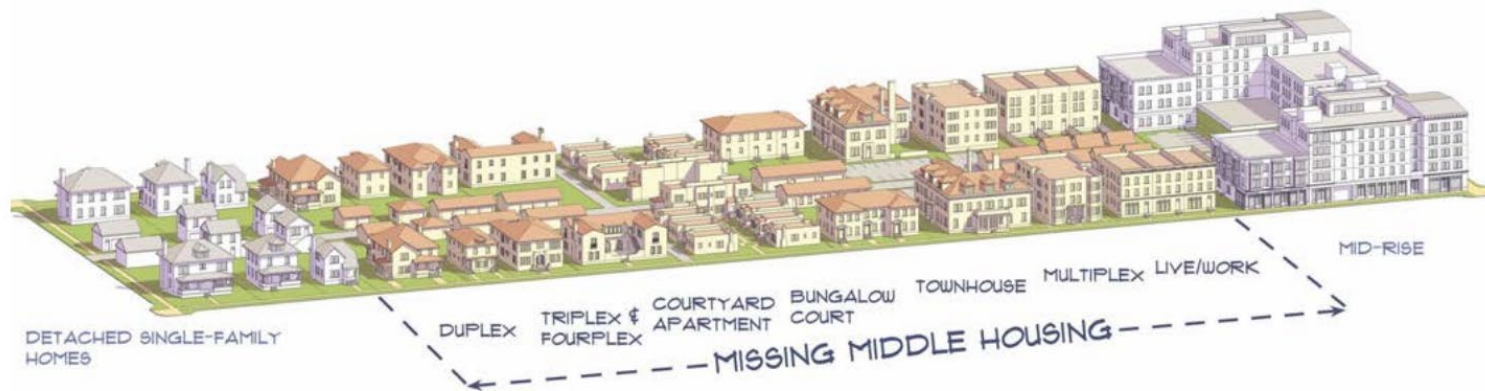 DETACHED SINGLE-FAMILY
HOMES
DUPLEX
TRIPLEX &
FOURPLEX
COURTYARD
APARTMENT
BUNGALOW
COURT
TOWNHOUSE
MULTIPLEX
LIVE/WORK
MID-RISE
MISSING MIDDLE HOUSING